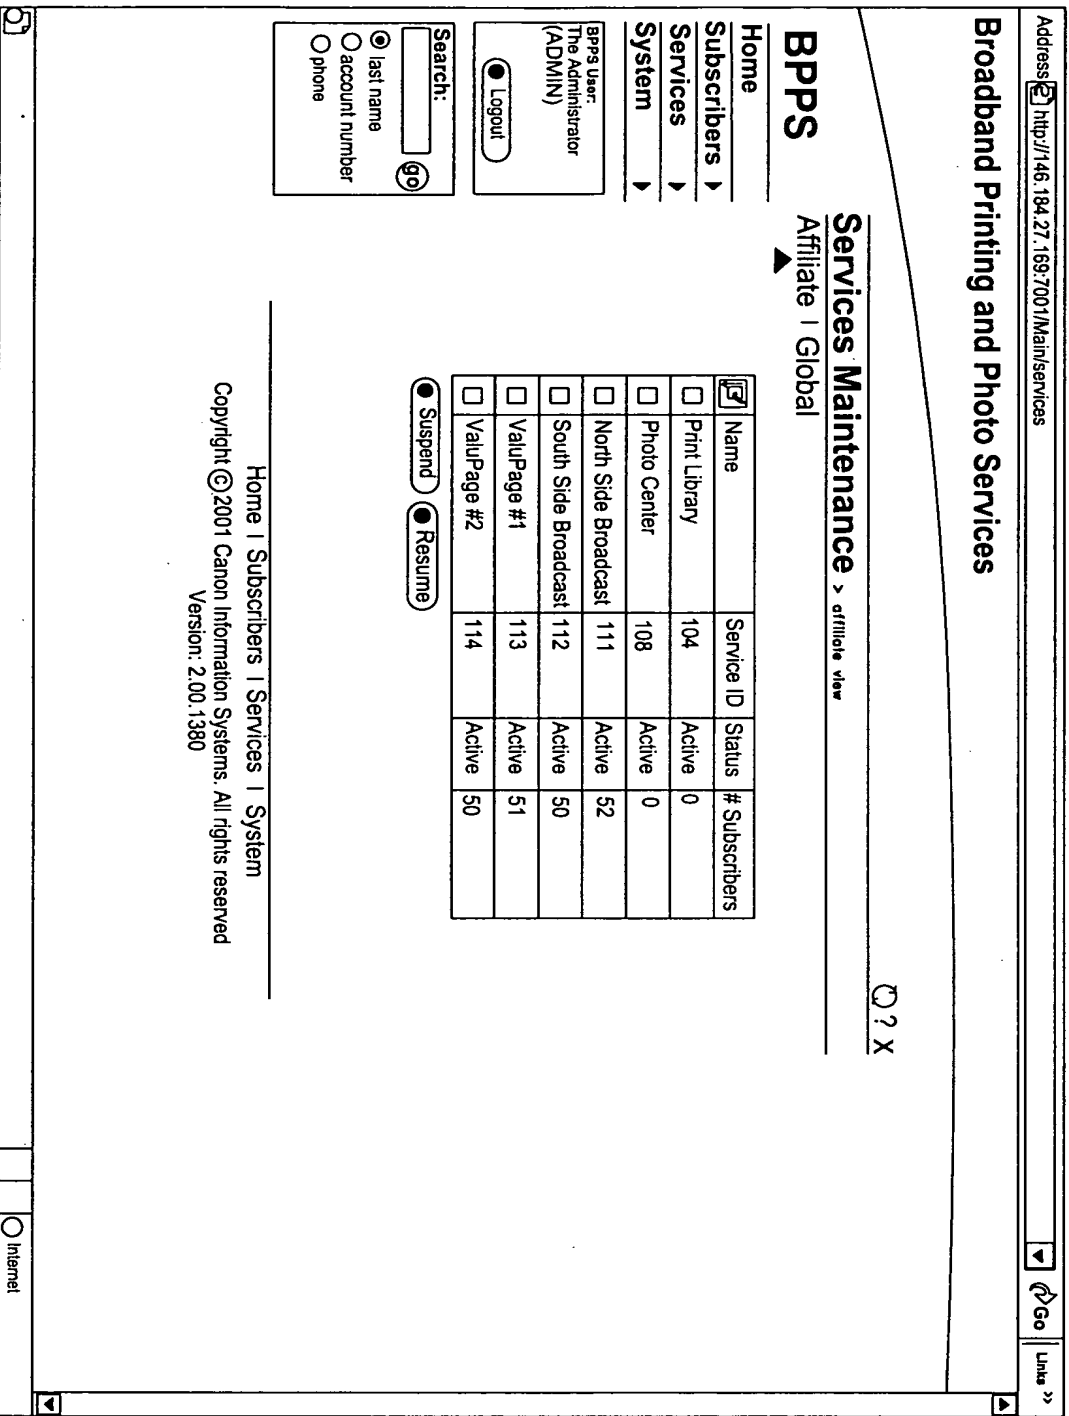 Address http://146.184.27.169:7001/Main/services Go Links »
Broadband Printing and Photo Services
? X
BPPS
Home
Subscribers
Services
System
BPPS User:
The Administrator
(ADMIN)
Logout
Search:
go
last name
account number
phone
Services Maintenance > affiliate view
Affiliate | Global
Name Service ID Status # Subscribers
Print Library 104 Active 0
Photo Center 108 Active 0
North Side Broadcast 111 Active 52
South Side Broadcast 112 Active 50
ValuPage #1 113 Active 51
ValuPage #2 114 Active 50
Suspend Resume
Home | Subscribers | Services | System
Copyright © 2001 Canon Information Systems. All rights reserved
Version: 2.00.1380
Internet